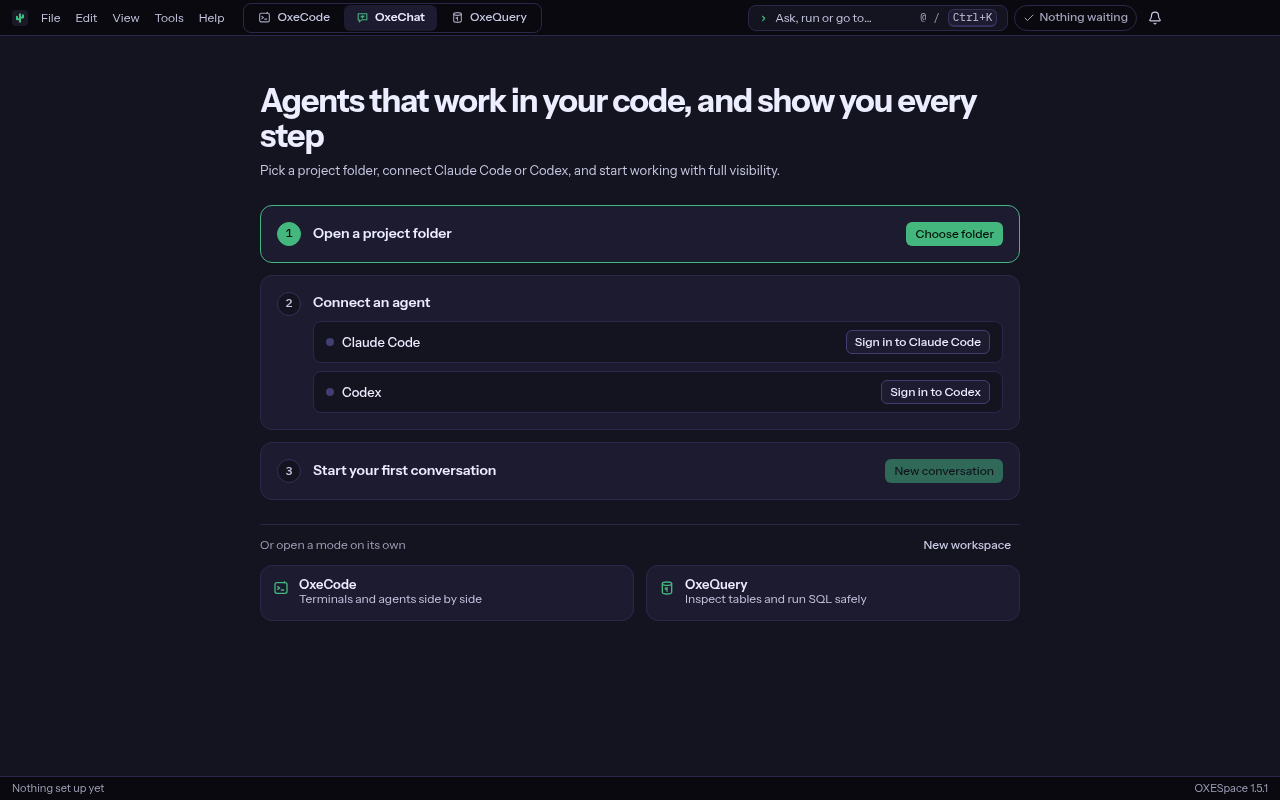 File Edit View Tools Help OxeCode OxeChat OxeQuery Ask, run or go to... @ / Ctrl+K Nothing waiting
Agents that work in your code, and show you every
step
Pick a project folder, connect Claude Code or Codex, and start working with full visibility.
1 Open a project folder Choose folder
2 Connect an agent
Claude Code Sign in to Claude Code
Codex Sign in to Codex
3 Start your first conversation New conversation
Or open a mode on its own New workspace
OxeCode
Terminals and agents side by side
OxeQuery
Inspect tables and run SQL safely
Nothing set up yet OXESpace 1.5.1